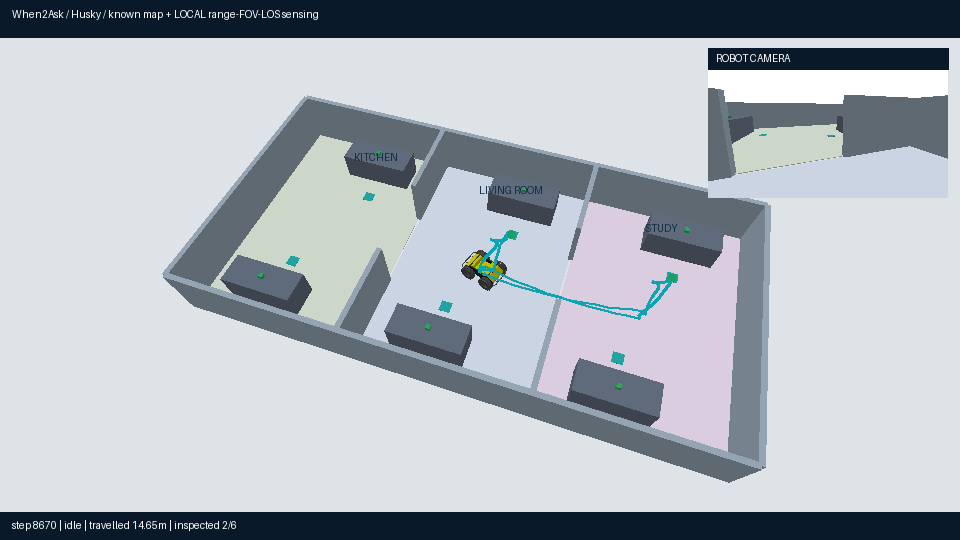 When2Ask / Husky / known map + LOCAL range-FOV-LOS sensing
ROBOT CAMERA
KITCHEN
LIVING ROOM
STUDY
step 8670 | idle | travelled 14.65m | inspected 2/6